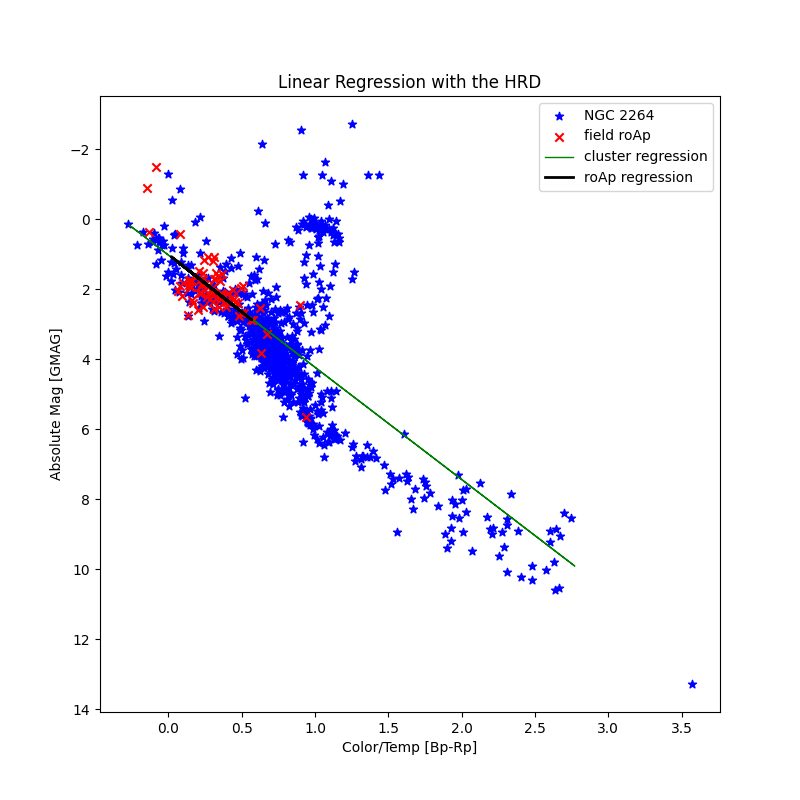 Linear Regression with the HRD
NGC 2264
field roAp
cluster regression
roAp regression
−2
0
2
4
6
8
10
12
14
Absolute Mag [GMAG]
0.0 0.5 1.0 1.5 2.0 2.5 3.0 3.5
Color/Temp [Bp-Rp]